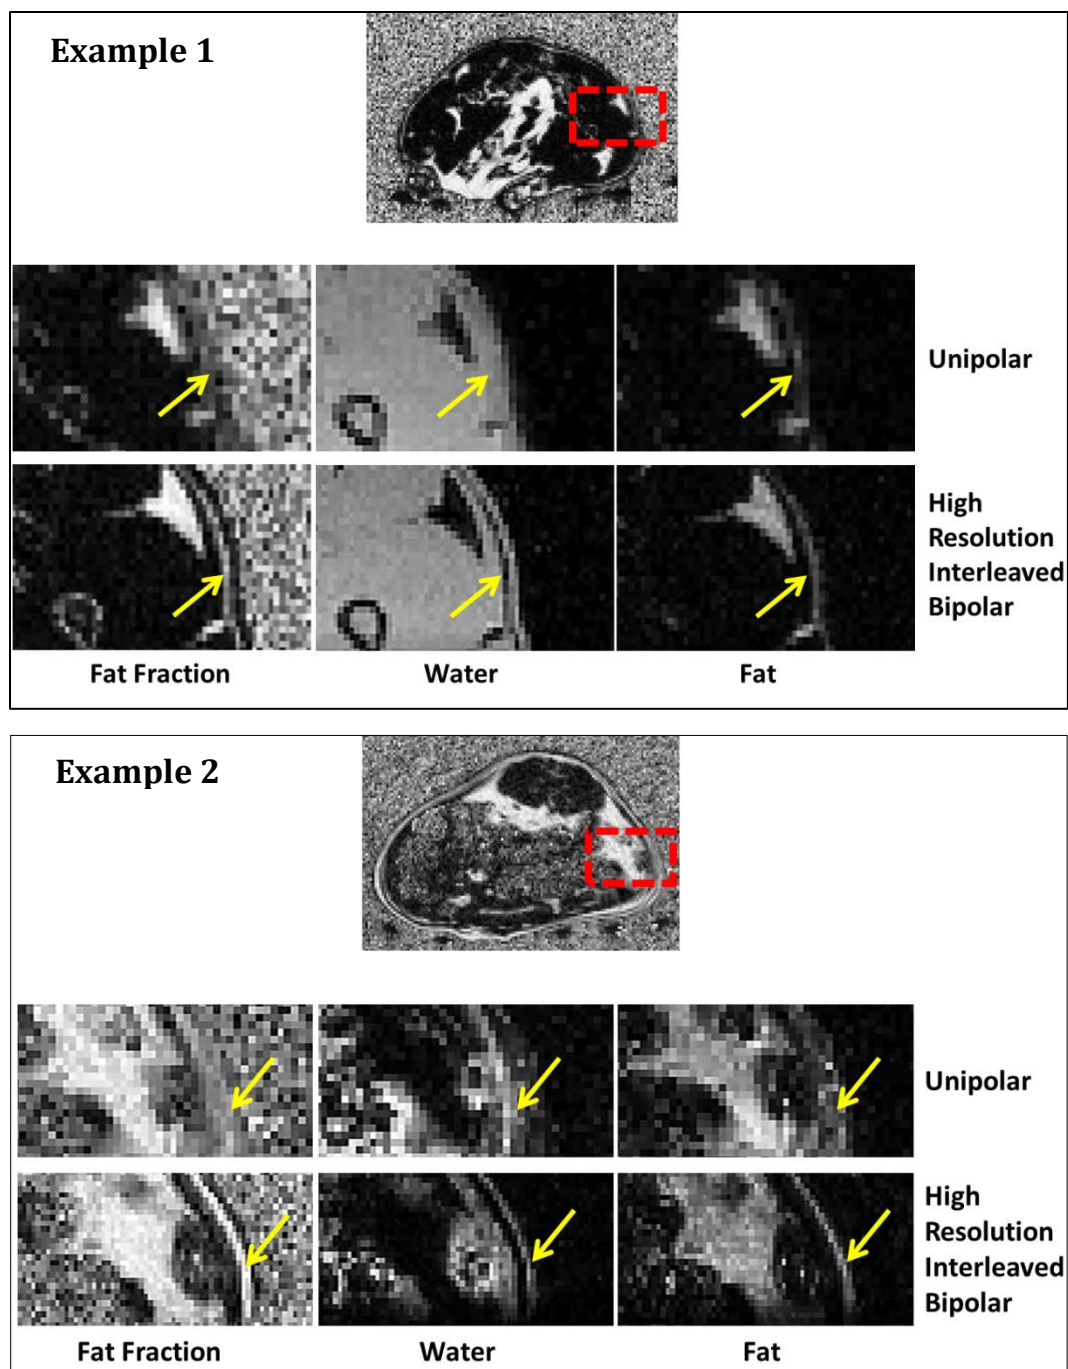 Example 1
Unipolar
High
Resolution
Interleaved
Bipolar
Fat Fraction Water Fat
Example 2
Unipolar
High
Resolution
Interleaved
Bipolar
Fat Fraction Water Fat